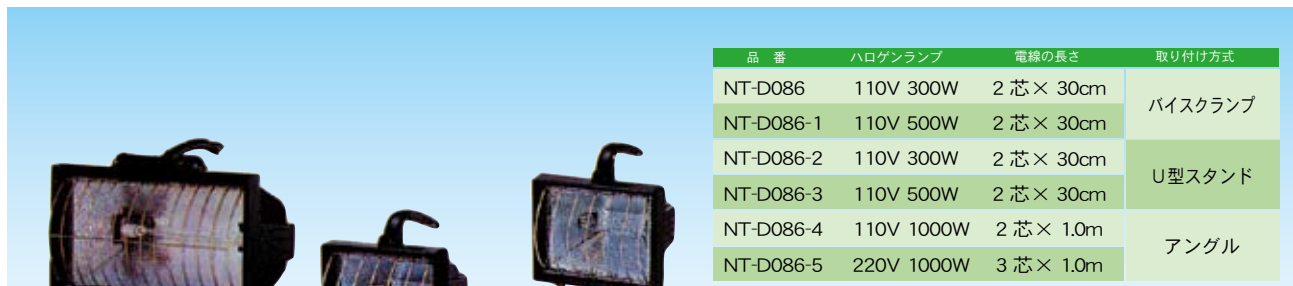 品 番 ハロゲンランプ 電線の長さ 取り付け方式
NT-D086 110V 300W 2 芯× 30cm バイスクランプ
NT-D086-1 110V 500W 2 芯× 30cm
NT-D086-2 110V 300W 2 芯× 30cm U型スタンド
NT-D086-3 110V 500W 2 芯× 30cm
NT-D086-4 110V 1000W 2 芯× 1.0m アングル
NT-D086-5 220V 1000W 3 芯× 1.0m